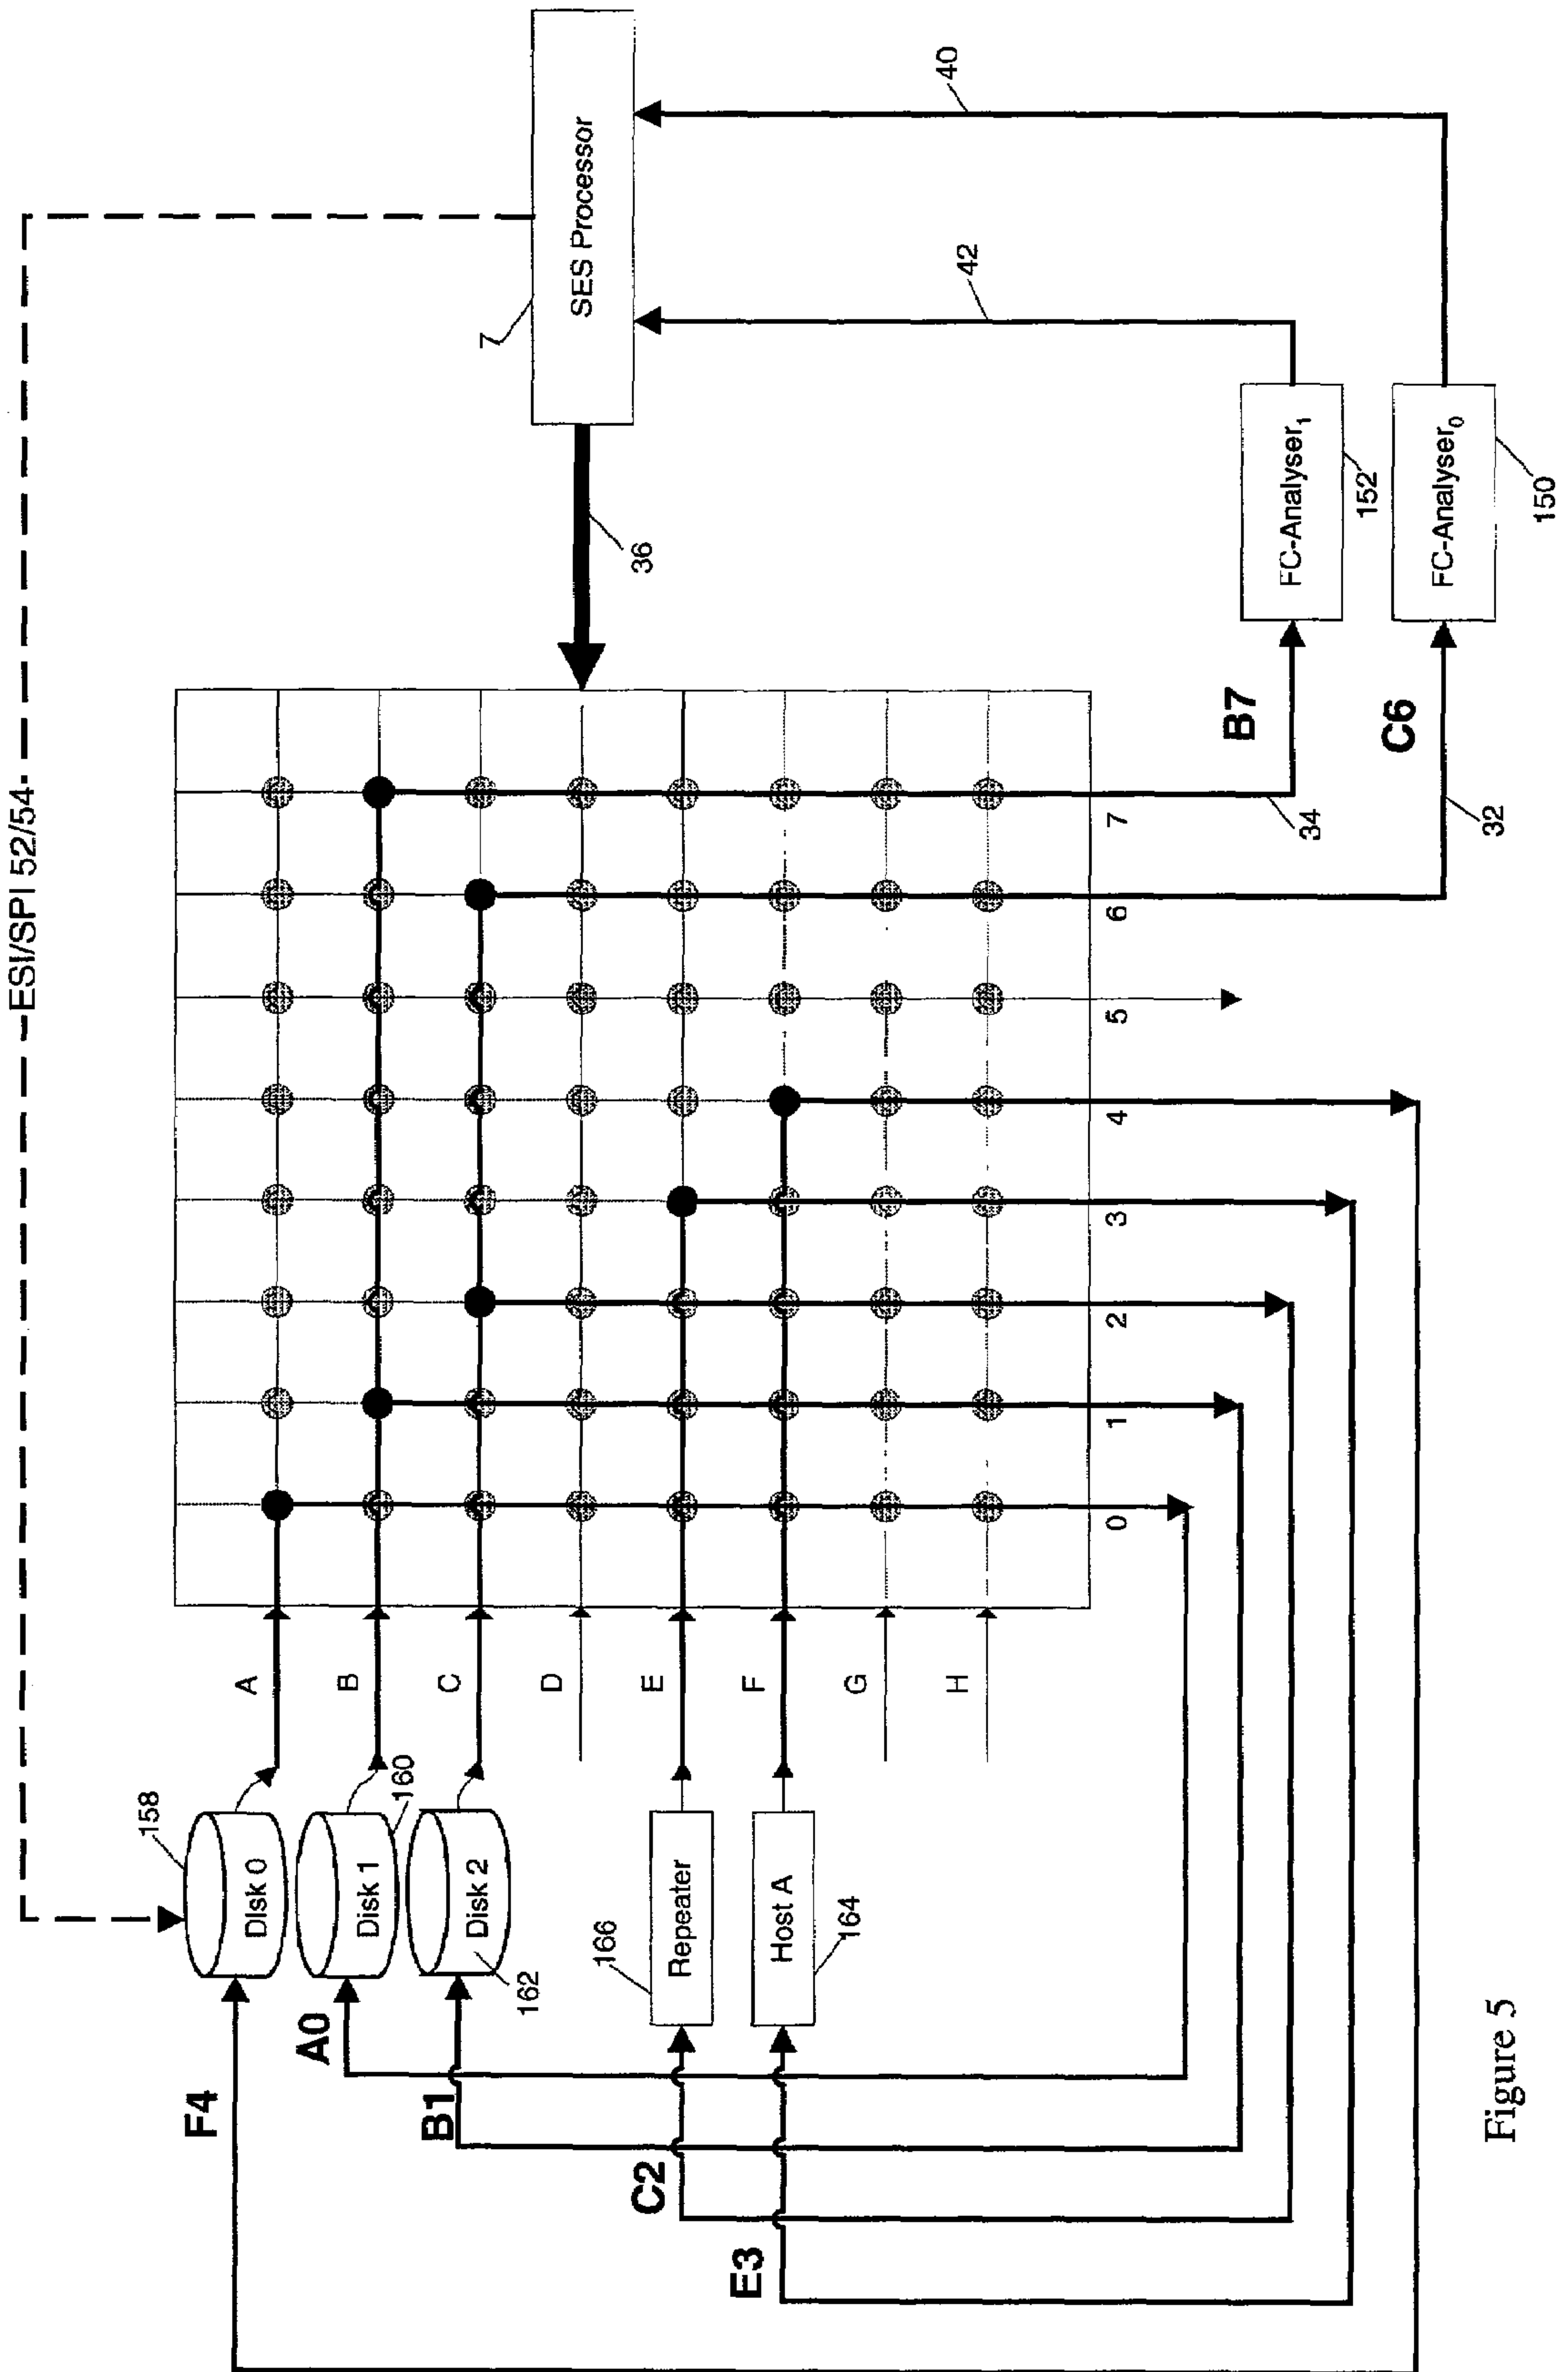 ESI/SPI 52/54
158
F4
DIsk 0
A
A0
Disk 1
160
B
B1
Disk 2
162
C
D
166
C2
Repeater
E
E3
Host A
164
F
G
H
0
1
2
3
4
5
6
7
36
7
SES Processor
42
40
34
B7
FC-Analyser1
152
32
C6
FC-Analyser0
150
Figure 5